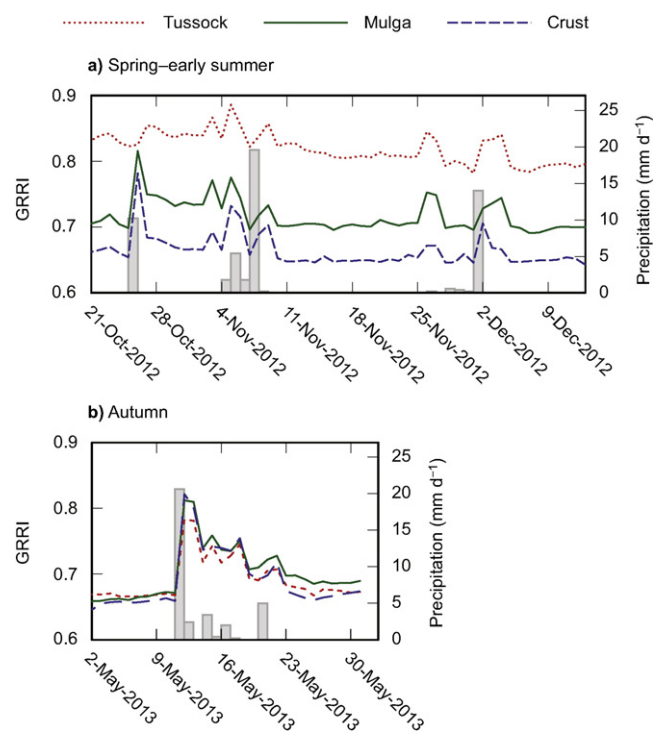 Tussock Mulga Crust
a) Spring–early summer
0.9
0.8
0.7
0.6
GRRI
25
20
15
10
5
0
Precipitation (mm d⁻¹)
21-Oct-2012
28-Oct-2012
4-Nov-2012
11-Nov-2012
18-Nov-2012
25-Nov-2012
2-Dec-2012
9-Dec-2012
b) Autumn
0.9
0.8
0.7
0.6
GRRI
25
20
15
10
5
0
Precipitation (mm d⁻¹)
2-May-2013
9-May-2013
16-May-2013
23-May-2013
30-May-2013